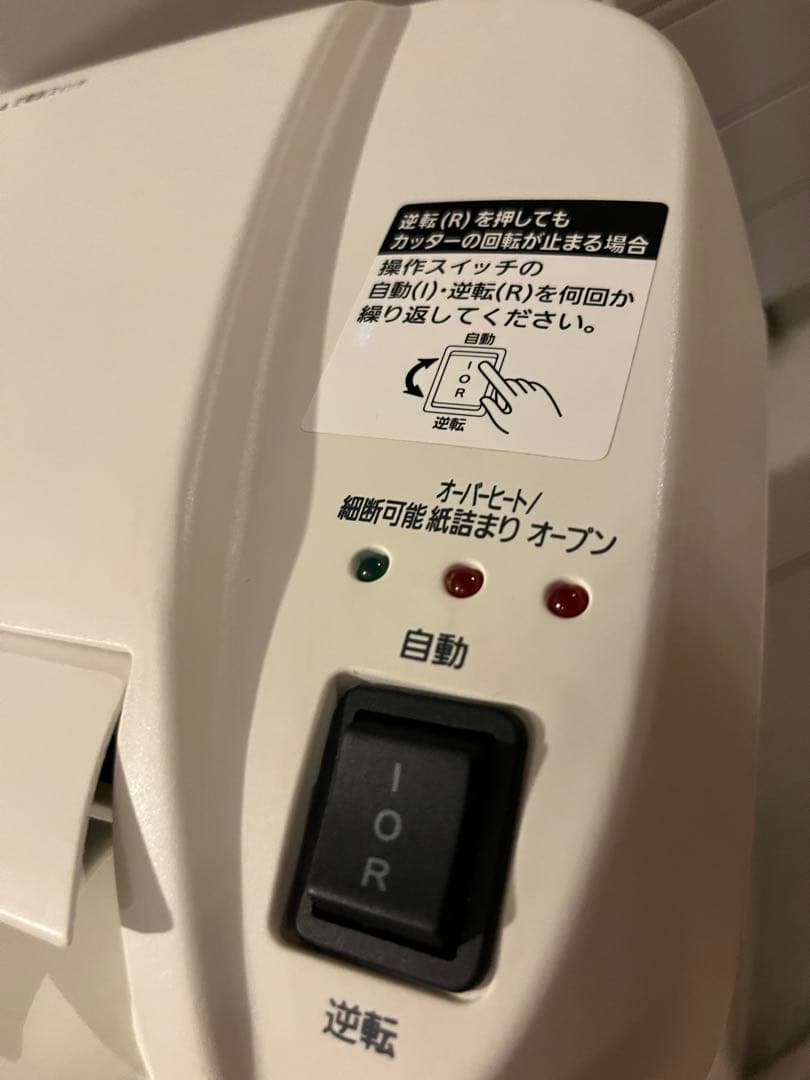 逆転(R)を押しても
カッターの回転が止まる場合
操作スイッチの
自動(I)・逆転(R)を何回か
繰り返してください。
自動
I
O
R
逆転
オーバーヒート/
細断可能 紙詰まり オープン
自動
I
O
R
逆転